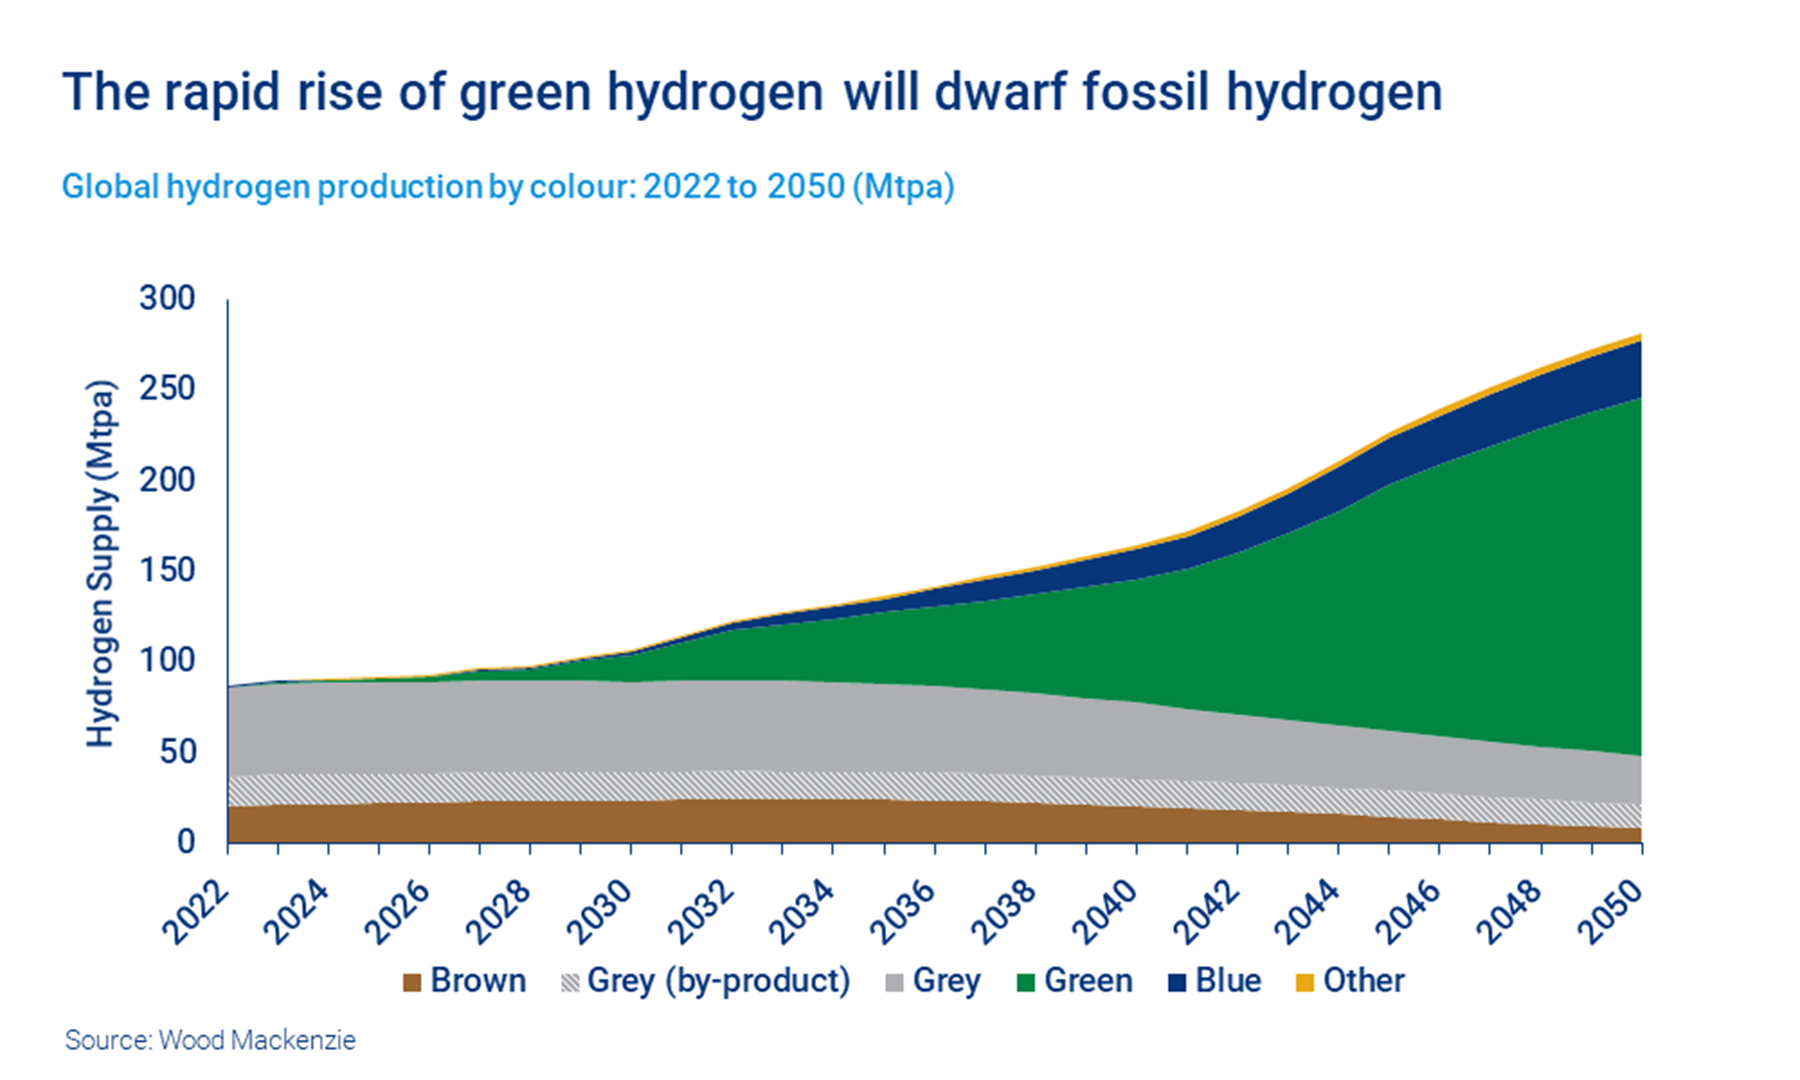 The rapid rise of green hydrogen will dwarf fossil hydrogen
Global hydrogen production by colour: 2022 to 2050 (Mtpa)
Hydrogen Supply (Mtpa)
300
250
200
150
100
50
0
2022 2024 2026 2028 2030 2032 2034 2036 2038 2040 2042 2044 2046 2048 2050
Brown Grey (by-product) Grey Green Blue Other
Source: Wood Mackenzie